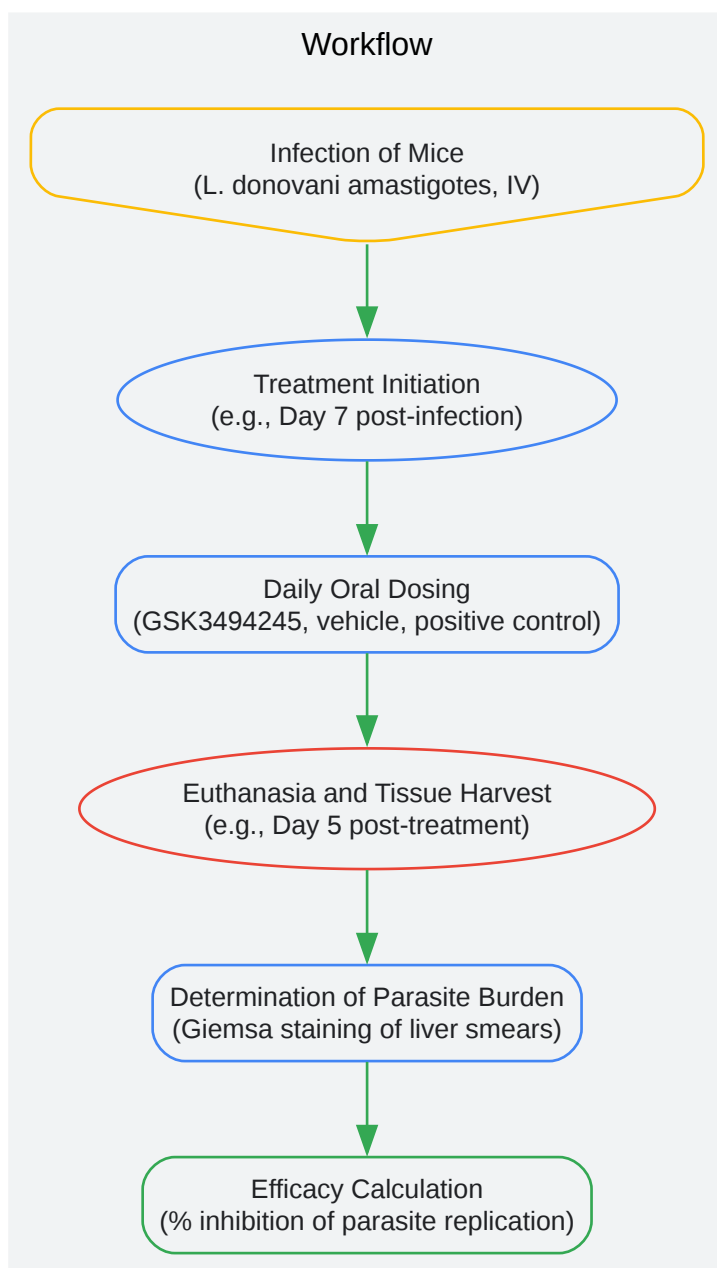 Workflow
Infection of Mice
(L. donovani amastigotes, IV)
Treatment Initiation
(e.g., Day 7 post-infection)
Daily Oral Dosing
(GSK3494245, vehicle, positive control)
Euthanasia and Tissue Harvest
(e.g., Day 5 post-treatment)
Determination of Parasite Burden
(Giemsa staining of liver smears)
Efficacy Calculation
(% inhibition of parasite replication)